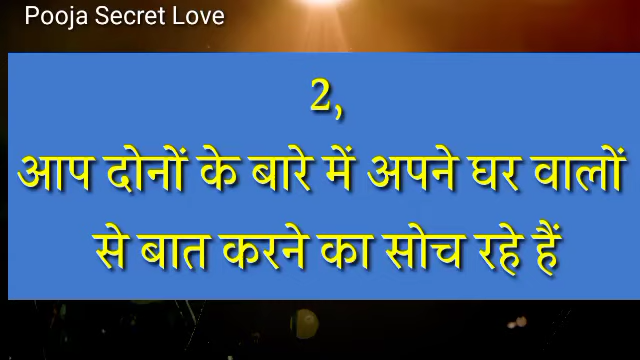 Pooja Secret Love
2,
आप दोनों के बारे में अपने घर वालों
से बात करने का सोच रहे हैं